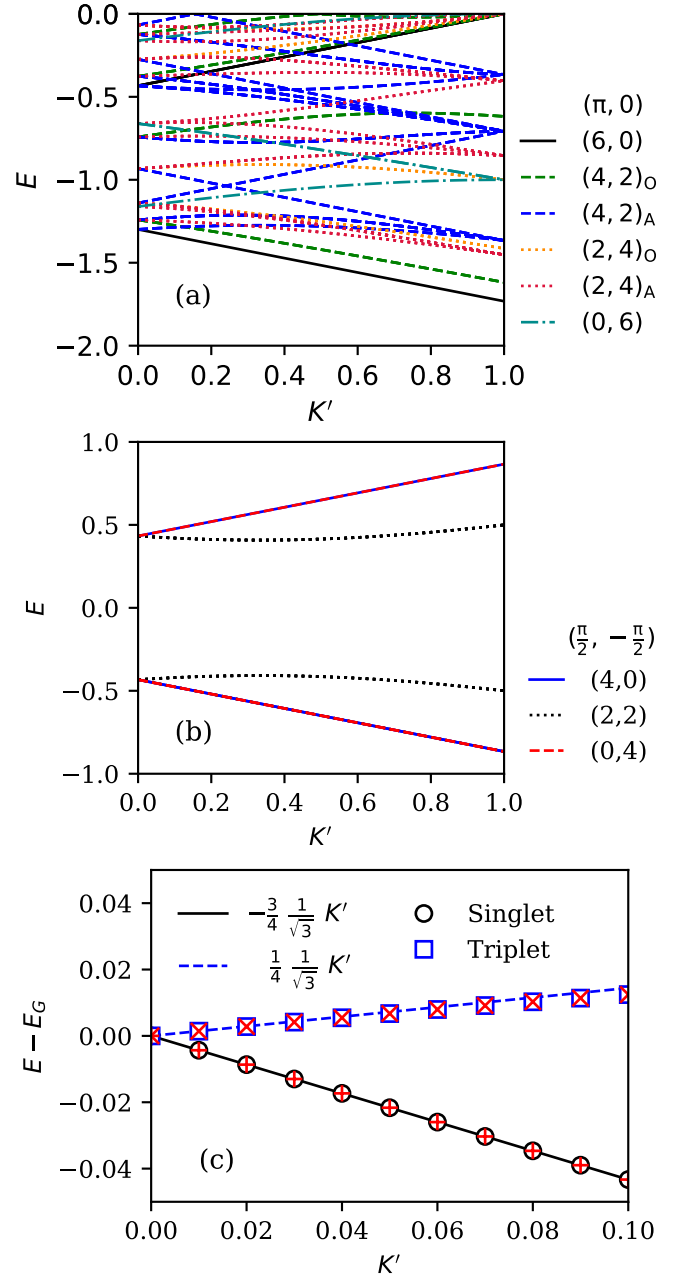 0.0
−0.5
−1.0
−1.5
−2.0
E
0.0 0.2 0.4 0.6 0.8 1.0
K′
(a)
(π, 0)
(6, 0)
(4, 2)O
(4, 2)A
(2, 4)O
(2, 4)A
(0, 6)
1.0
0.5
0.0
−0.5
−1.0
E
0.0 0.2 0.4 0.6 0.8 1.0
K′
(b)
(π/2, −π/2)
(4,0)
(2,2)
(0,4)
0.04
0.02
0.00
−0.02
−0.04
E − E_G
−3/4 1/√3 K′
1/4 1/√3 K′
Singlet
Triplet
(c)
0.00 0.02 0.04 0.06 0.08 0.10
K′